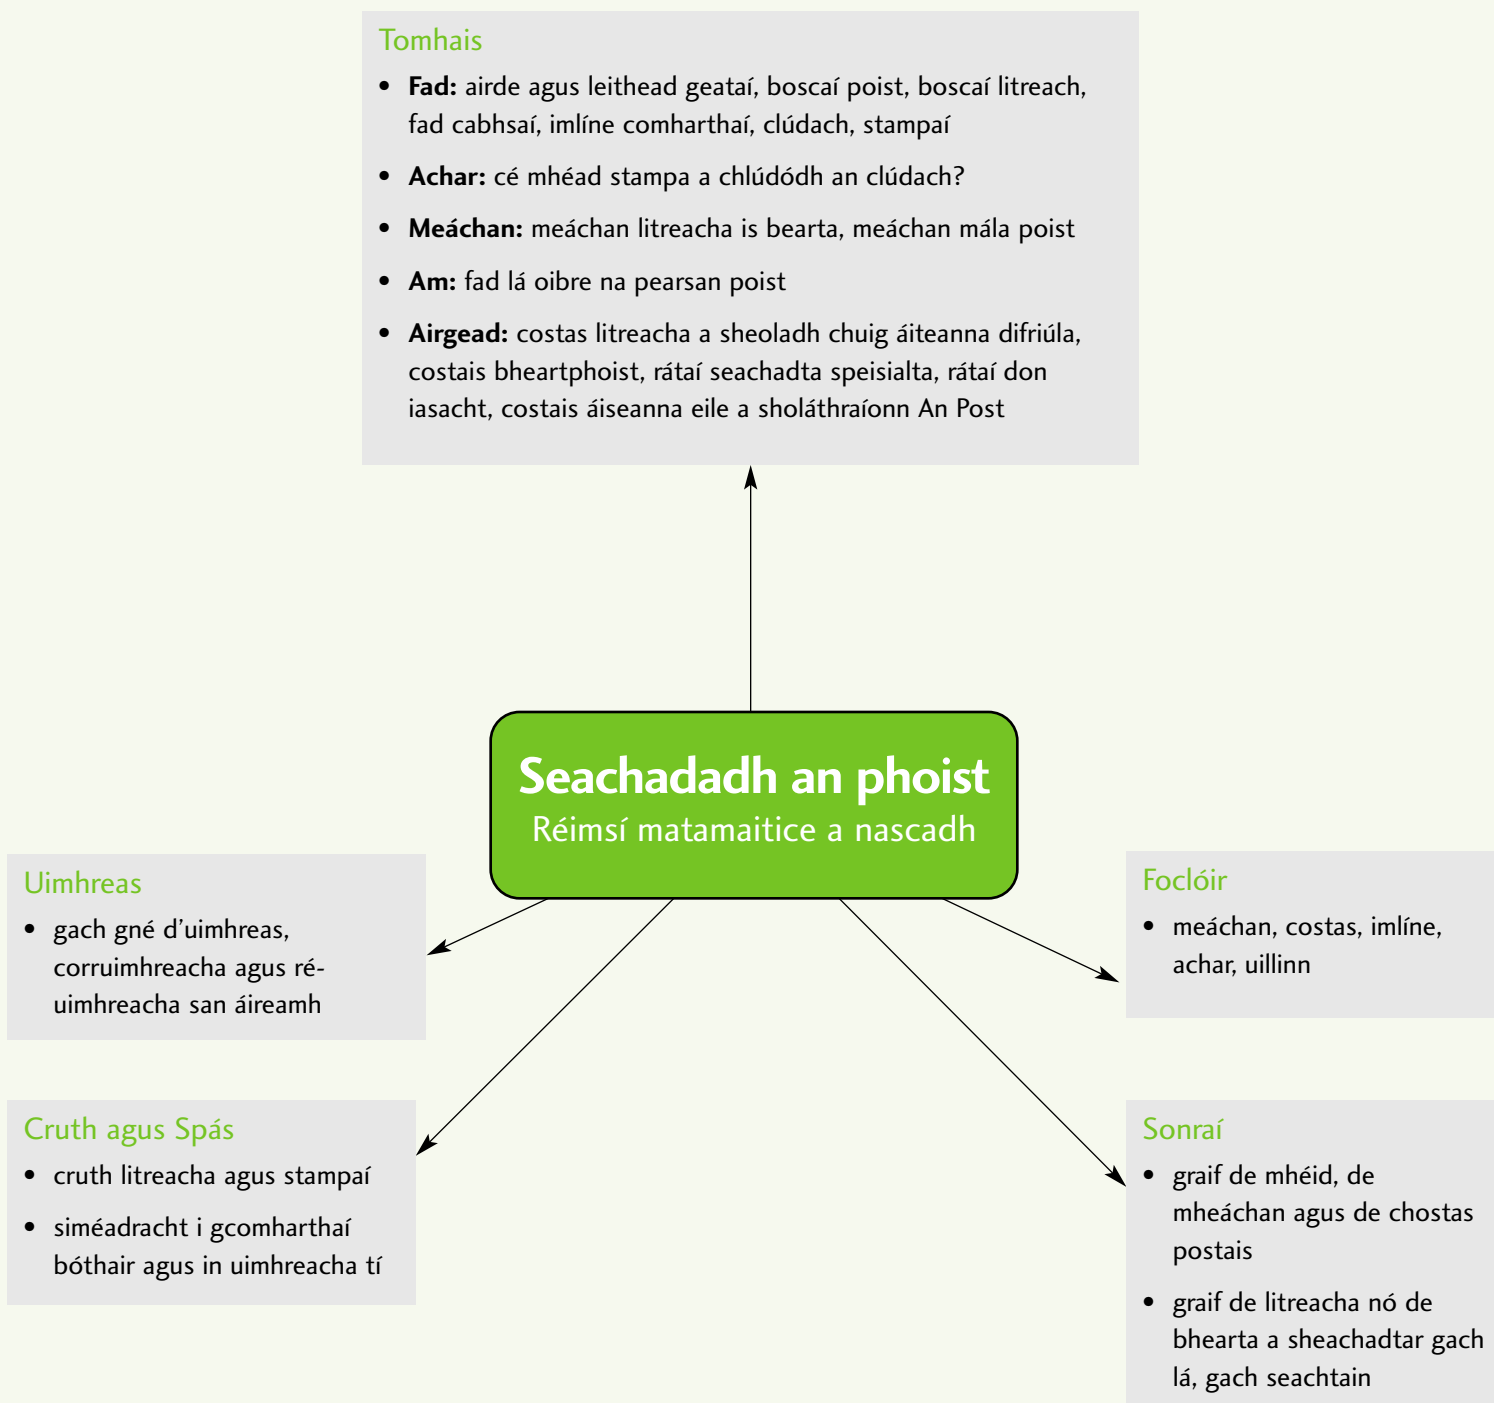 Tomhais
• Fad: airde agus leithead geataí, boscaí poist, boscaí litreach,
fad cabhsaí, imlíne comharthaí, clúdach, stampaí
• Achar: cé mhéad stampa a chlúdódh an clúdach?
• Meáchan: meáchan litreacha is bearta, meáchan mála poist
• Am: fad lá oibre na pearsan poist
• Airgead: costas litreacha a sheoladh chuig áiteanna difriúla,
costais bheartphoist, rátaí seachadta speisialta, rátaí don
iasacht, costais áiseanna eile a sholáthraíonn An Post
Seachadadh an phoist
Réimsí matamaitice a nascadh
Uimhreas
• gach gné d’uimhreas,
corruimhreacha agus ré-
uimhreacha san áireamh
Foclóir
• meáchan, costas, imlíne,
achar, uillinn
Cruth agus Spás
• cruth litreacha agus stampaí
• siméadracht i gcomharthaí
bóthair agus in uimhreacha tí
Sonraí
• graif de mhéid, de
mheáchan agus de chostas
postais
• graif de litreacha nó de
bhearta a sheachadtar gach
lá, gach seachtain